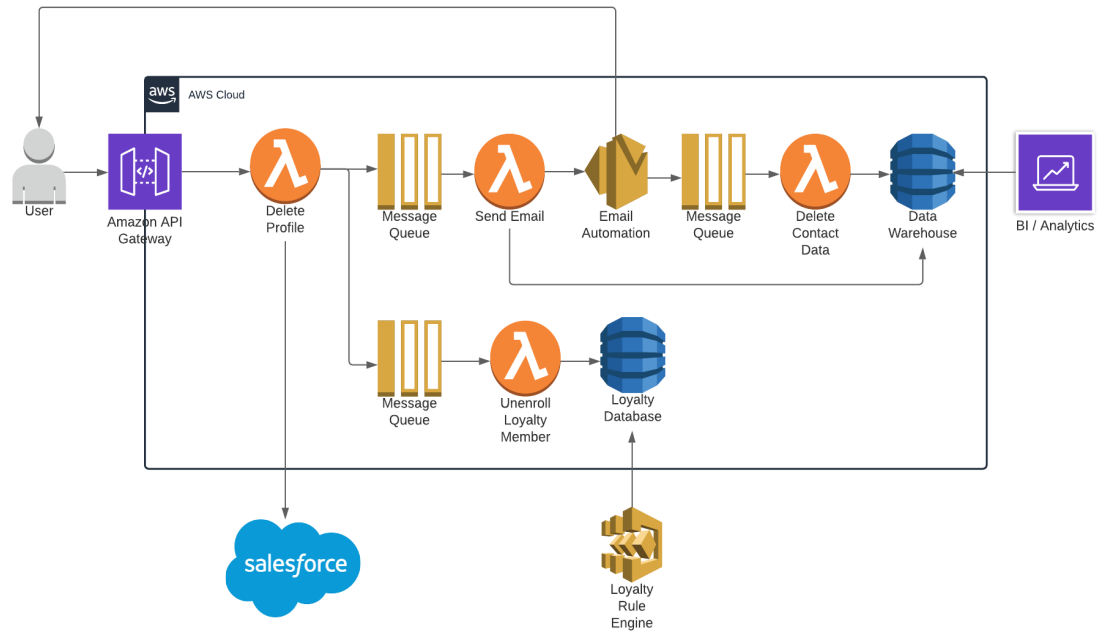 aws
AWS Cloud
User
Amazon API
Gateway
Delete
Profile
Message
Queue
Send Email
Email
Automation
Message
Queue
Delete
Contact
Data
Data
Warehouse
BI / Analytics
Message
Queue
Unenroll
Loyalty
Member
Loyalty
Database
salesforce
Loyalty
Rule
Engine